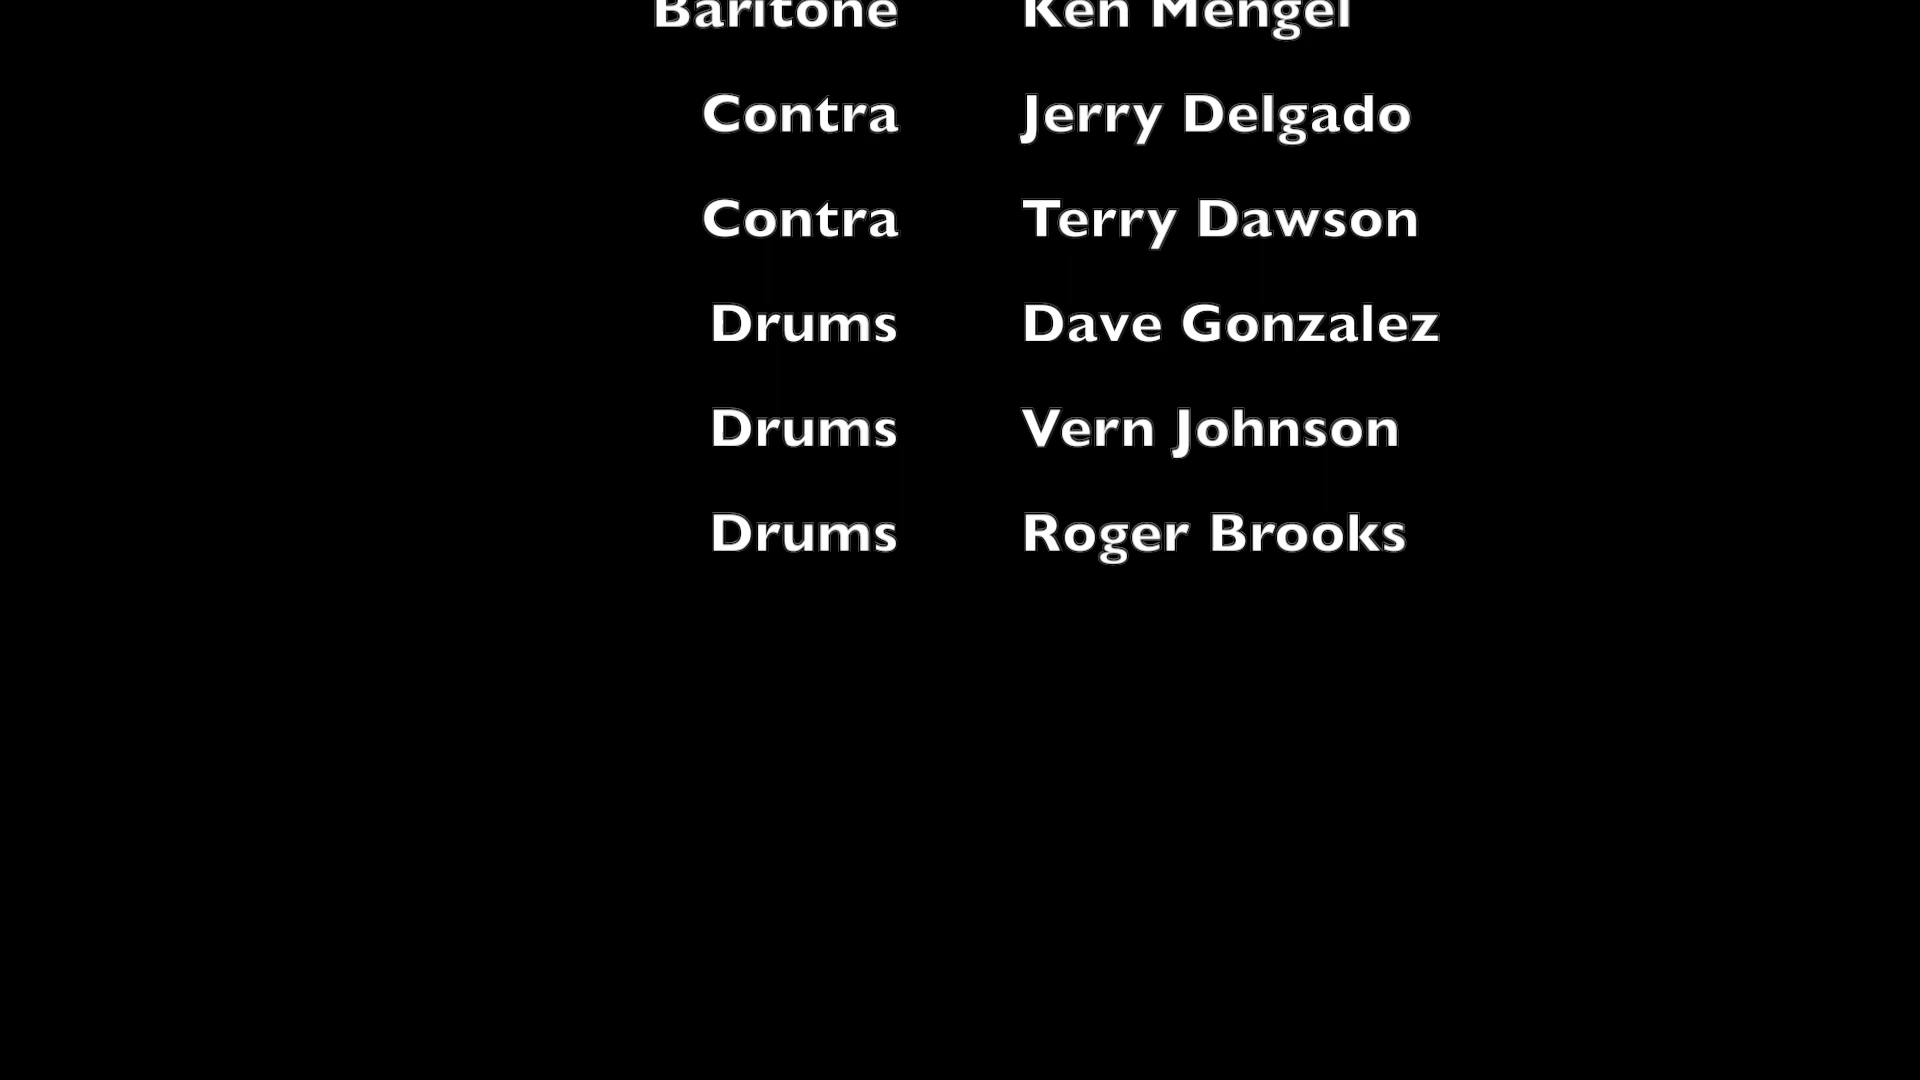 Baritone Ken Mengel
Contra Jerry Delgado
Contra Terry Dawson
Drums Dave Gonzalez
Drums Vern Johnson
Drums Roger Brooks